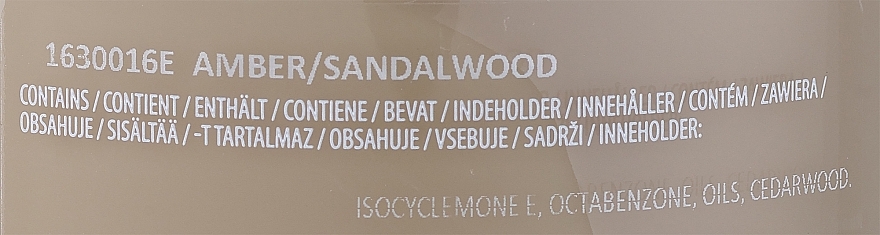 1630016E AMBER/SANDALWOOD
CONTAINS / CONTIENT / ENTHÄLT / CONTIENE / BEVAT / INDEHOLDER / INNEHÅLLER / CONTÉM / ZAWIERA /
OBSAHUJE / SISÄLTÄÄ / -T TARTALMAZ / OBSAHUJE / VSEBUJE / SADRŽI / INNEHOLDER:
ISOCYCLEMONE E, OCTABENZONE, OILS, CEDARWOOD.